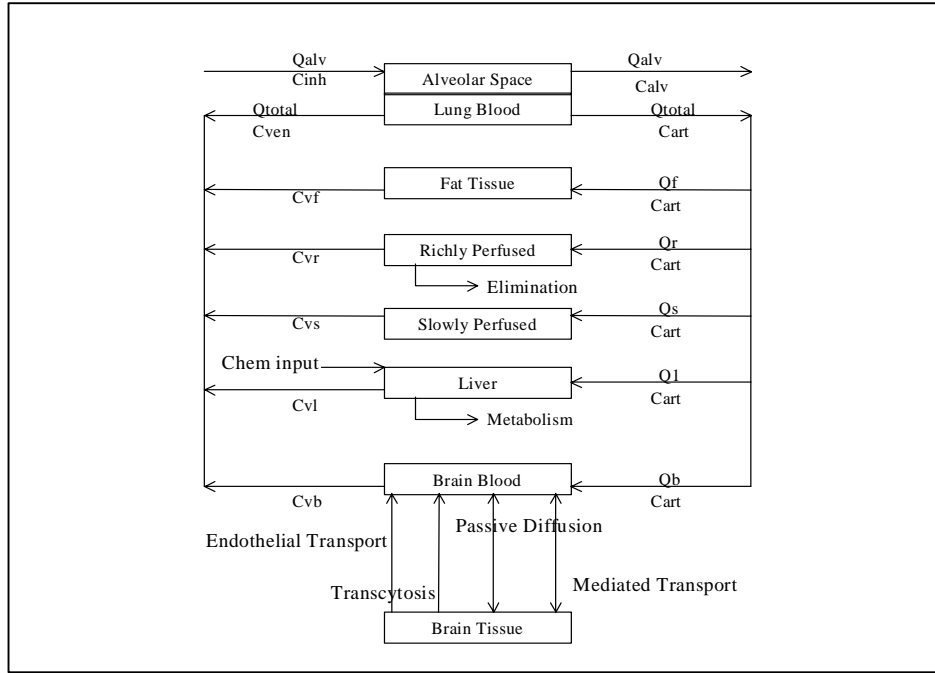 Qalv
Cinh
Alveolar Space
Qalv
Calv
Qtotal
Cven
Lung Blood
Qtotal
Cart
Cvf
Fat Tissue
Qf
Cart
Cvr
Richly Perfused
Qr
Cart
Elimination
Cvs
Slowly Perfused
Qs
Cart
Chem input
Cvl
Liver
Q1
Cart
Metabolism
Cvb
Brain Blood
Qb
Cart
Endothelial Transport
Passive Diffusion
Transcytosis
Mediated Transport
Brain Tissue